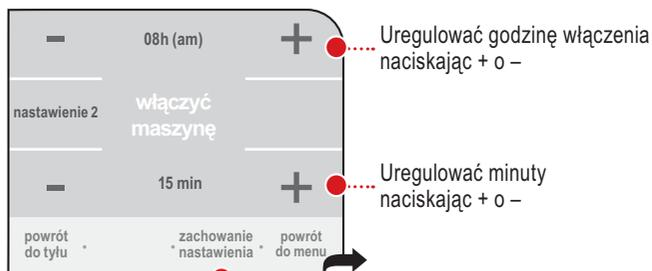 – 08h (am) +
Uregulować godzinę włączenia
naciskając + o –
nastawienie 2
włączyć
maszynę
– 15 min +
Uregulować minuty
naciskając + o –
powrót
do tyłu
zachowanie
nastawienia
powrót
do menu